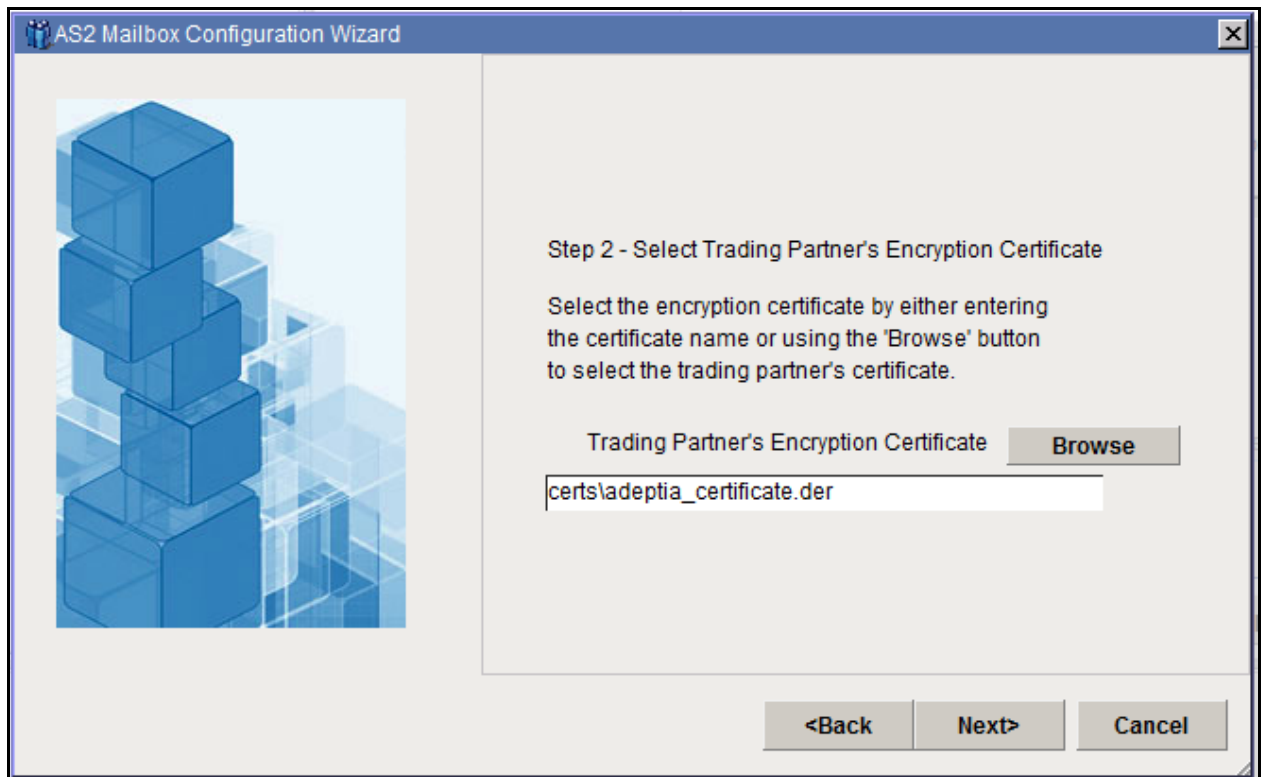 AS2 Mailbox Configuration Wizard
Step 2 - Select Trading Partner's Encryption Certificate
Select the encryption certificate by either entering
the certificate name or using the 'Browse' button
to select the trading partner's certificate.
Trading Partner's Encryption Certificate Browse
certs\adeptia_certificate.der
<Back Next> Cancel